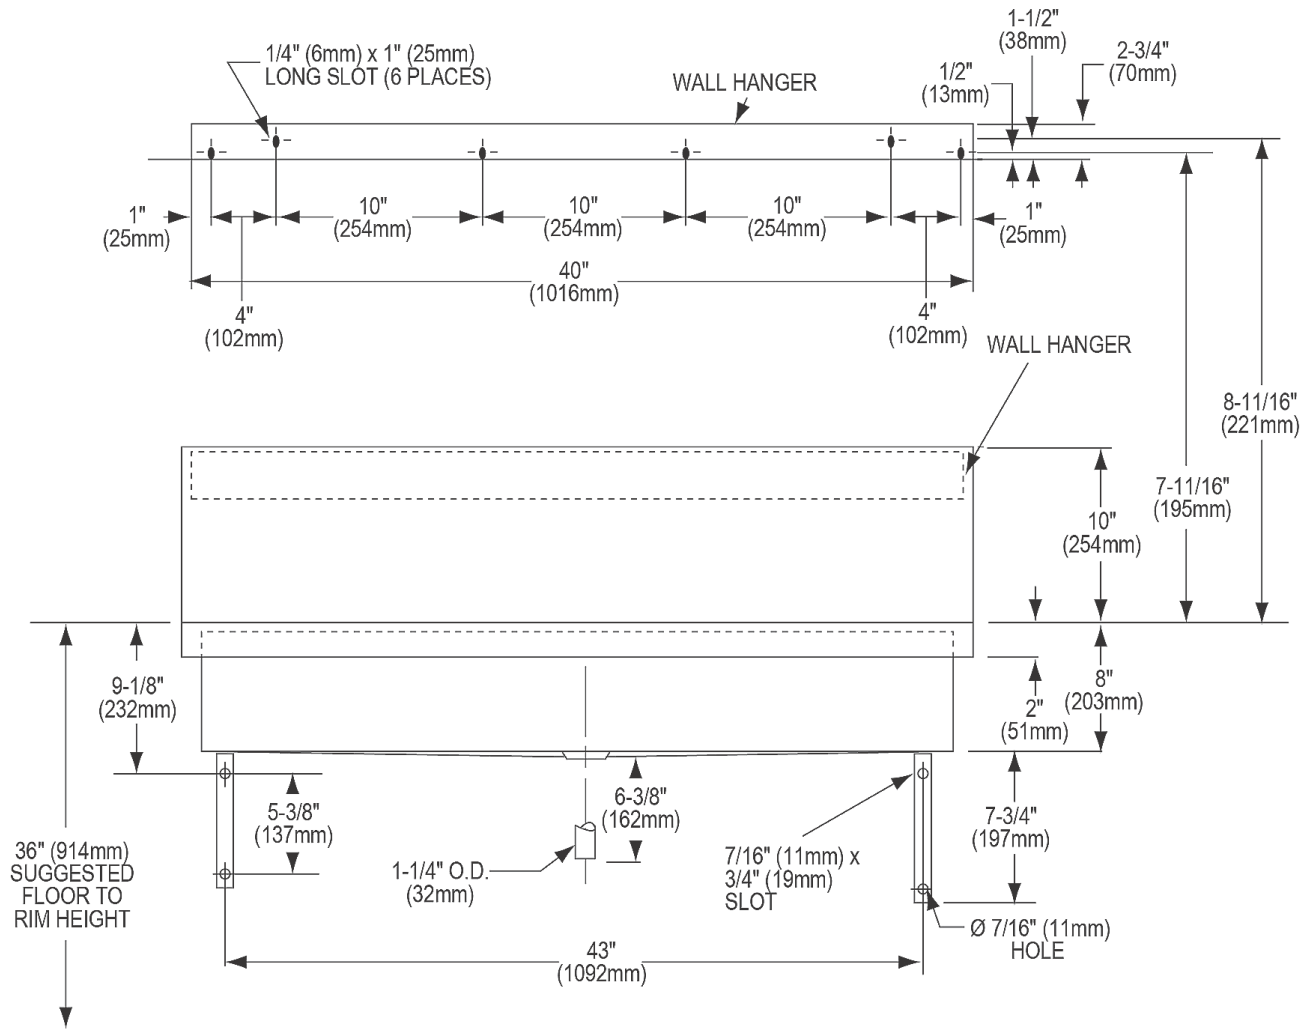 1-1/2"
(38mm)
2-3/4"
(70mm)
1/4" (6mm) x 1" (25mm)
LONG SLOT (6 PLACES)
WALL HANGER
1/2"
(13mm)
1"
(25mm)
10"
(254mm)
10"
(254mm)
10"
(254mm)
1"
(25mm)
40"
(1016mm)
4"
(102mm)
4"
(102mm)
WALL HANGER
8-11/16"
(221mm)
7-11/16"
(195mm)
10"
(254mm)
9-1/8"
(232mm)
8"
(203mm)
2"
(51mm)
5-3/8"
(137mm)
6-3/8"
(162mm)
7-3/4"
(197mm)
36" (914mm)
SUGGESTED
FLOOR TO
RIM HEIGHT
1-1/4" O.D.
(32mm)
7/16" (11mm) x
3/4" (19mm)
SLOT
Ø 7/16" (11mm)
HOLE
43"
(1092mm)